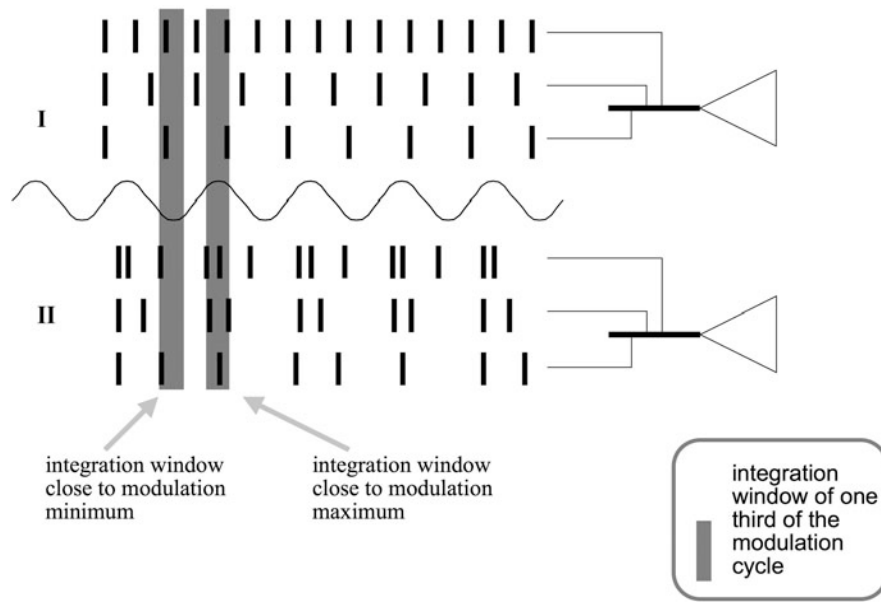 I
II
integration window
close to modulation
minimum
integration window
close to modulation
maximum
integration
window of one
third of the
modulation
cycle